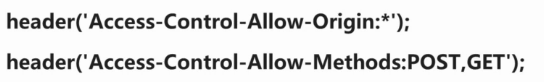 header('Access-Control-Allow-Origin:*');
header('Access-Control-Allow-Methods:POST,GET');